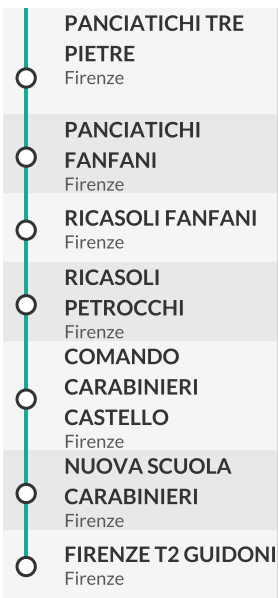 PANCIATICHI TRE
PIETRE
Firenze
PANCIATICHI
FANFANI
Firenze
RICASOLI FANFANI
Firenze
RICASOLI
PETROCCHI
Firenze
COMANDO
CARABINIERI
CASTELLO
Firenze
NUOVA SCUOLA
CARABINIERI
Firenze
FIRENZE T2 GUIDONI
Firenze